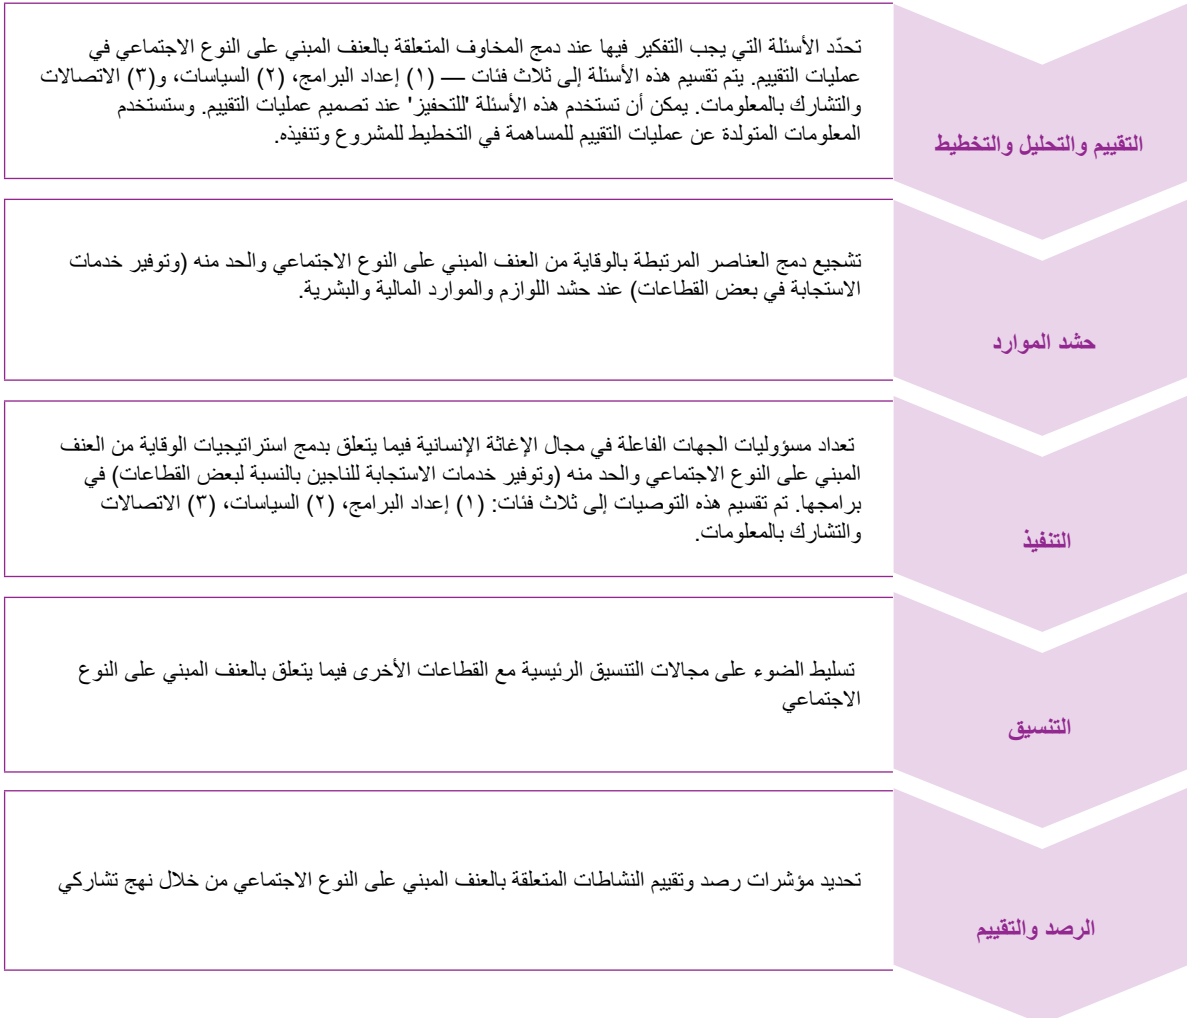 تحدّد الأسئلة التي يجب التفكير فيها عند دمج المخاوف المتعلقة بالعنف المبني على النوع الاجتماعي في
عمليات التقييم. يتم تقسيم هذه الأسئلة إلى ثلاث فئات — (١) إعداد البرامج، (٢) السياسات، و(٣) الاتصالات
والتشارك بالمعلومات. يمكن أن تستخدم هذه الأسئلة 'للتحفيز' عند تصميم عمليات التقييم. وستستخدم
المعلومات المتولدة عن عمليات التقييم للمساهمة في التخطيط للمشروع وتنفيذه.
التقييم والتحليل والتخطيط
تشجيع دمج العناصر المرتبطة بالوقاية من العنف المبني على النوع الاجتماعي والحد منه (وتوفير خدمات
الاستجابة في بعض القطاعات) عند حشد اللوازم والموارد المالية والبشرية.
حشد الموارد
تعداد مسؤوليات الجهات الفاعلة في مجال الإغاثة الإنسانية فيما يتعلق بدمج استراتيجيات الوقاية من العنف
المبني على النوع الاجتماعي والحد منه (وتوفير خدمات الاستجابة للناجين بالنسبة لبعض القطاعات) في
برامجها. تم تقسيم هذه التوصيات إلى ثلاث فئات: (١) إعداد البرامج، (٢) السياسات، (٣) الاتصالات
والتشارك بالمعلومات.
التنفيذ
تسليط الضوء على مجالات التنسيق الرئيسية مع القطاعات الأخرى فيما يتعلق بالعنف المبني على النوع
الاجتماعي
التنسيق
تحديد مؤشرات رصد وتقييم النشاطات المتعلقة بالعنف المبني على النوع الاجتماعي من خلال نهج تشاركي
الرصد والتقييم